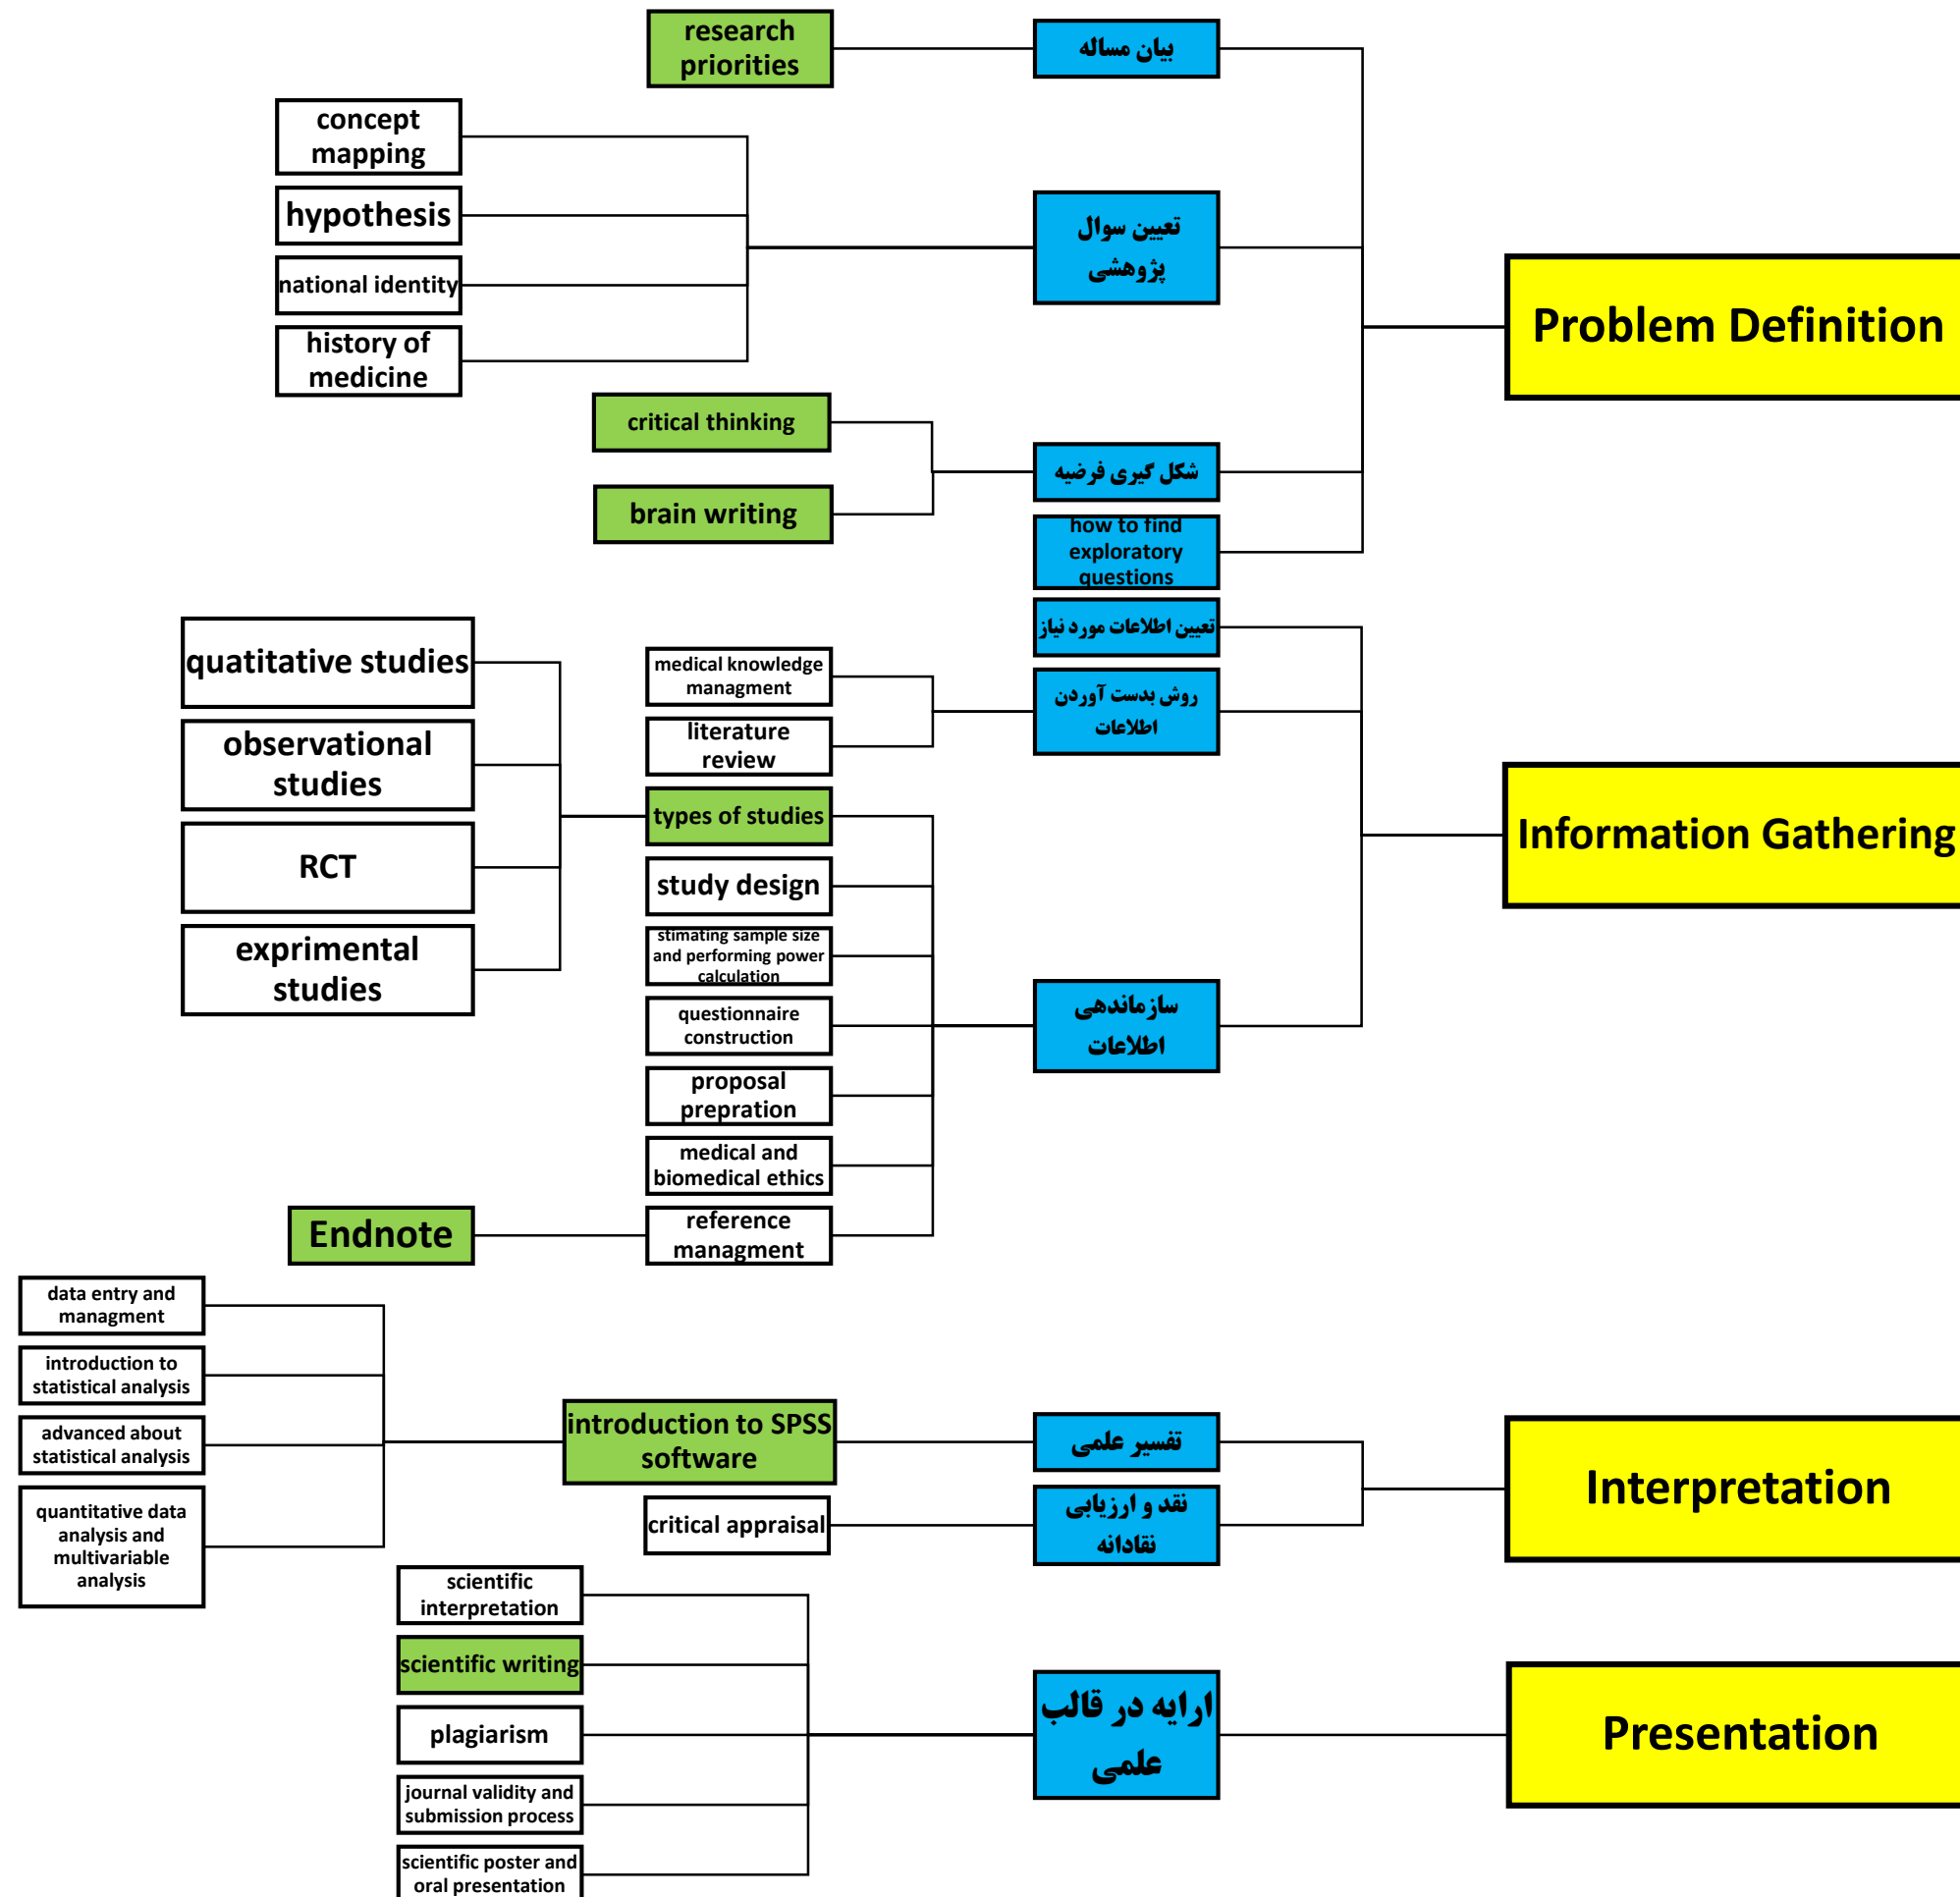 research
priorities
بیان مساله
concept
mapping
hypothesis
national identity
history of
medicine
تعیین سوال
پژوهشی
Problem Definition
critical thinking
brain writing
شکل گیری فرضیه
how to find
exploratory
questions
تعیین اطلاعات مورد نیاز
quatitative studies
observational
studies
RCT
exprimental
studies
medical knowledge
managment
literature
review
روش بدست آوردن
اطلاعات
types of studies
study design
stimating sample size
and performing power
calculation
questionnaire
construction
proposal
prepration
medical and
biomedical ethics
reference
managment
Endnote
سازماندهی
اطلاعات
Information Gathering
data entry and
managment
introduction to
statistical analysis
advanced about
statistical analysis
quantitative data
analysis and
multivariable
analysis
introduction to SPSS
software
تفسیر علمی
critical appraisal
نقد و ارزیابی
نقادانه
Interpretation
scientific
interpretation
scientific writing
plagiarism
journal validity and
submission process
scientific poster and
oral presentation
ارایه در قالب
علمی
Presentation